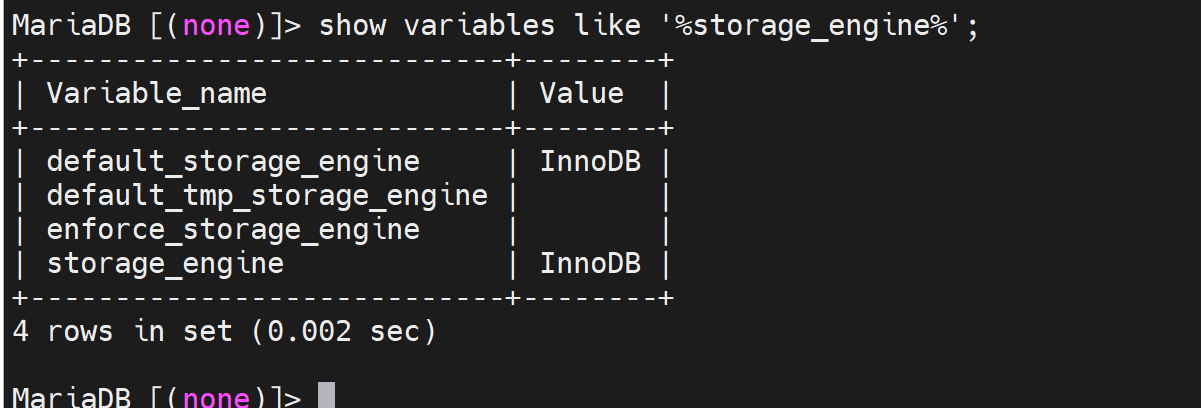 MariaDB [(none)]> show variables like '%storage_engine%';
+----------------------------+--------+
| Variable_name              | Value  |
+----------------------------+--------+
| default_storage_engine     | InnoDB |
| default_tmp_storage_engine |        |
| enforce_storage_engine     |        |
| storage_engine             | InnoDB |
+----------------------------+--------+
4 rows in set (0.002 sec)
MariaDB [(none)]>